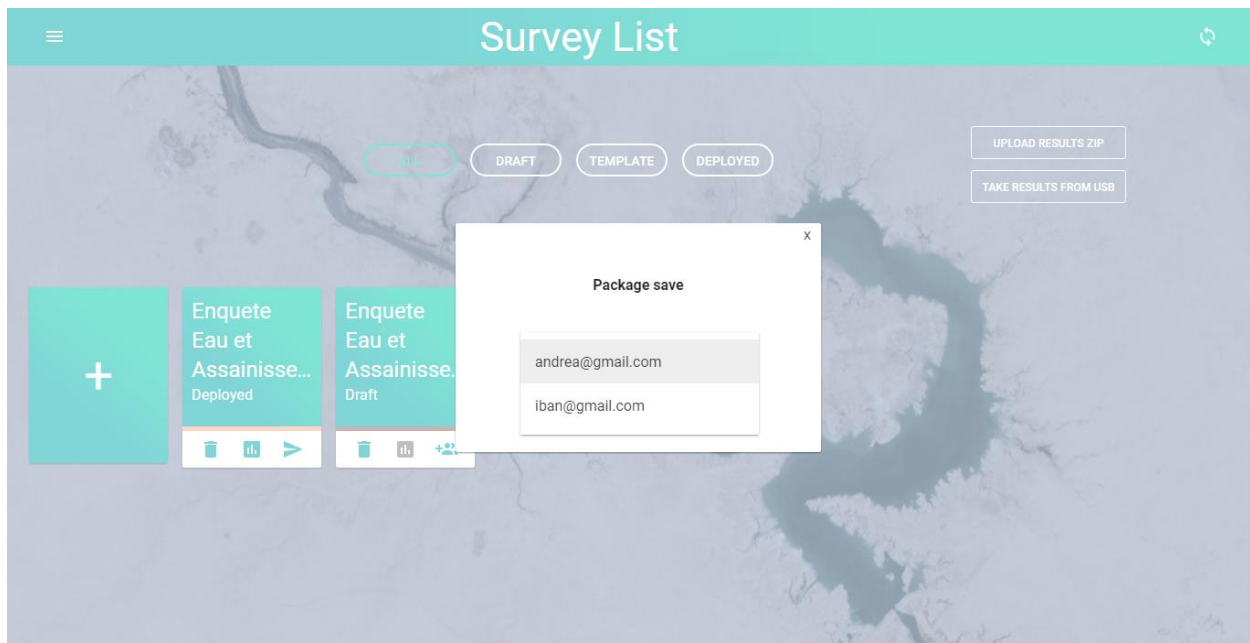 Survey List
ALL
DRAFT
TEMPLATE
DEPLOYED
UPLOAD RESULTS ZIP
TAKE RESULTS FROM USB
X
Package save
andrea@gmail.com
iban@gmail.com
+
Enquete
Eau et
Assainisse...
Deployed
Enquete
Eau et
Assainisse.
Draft